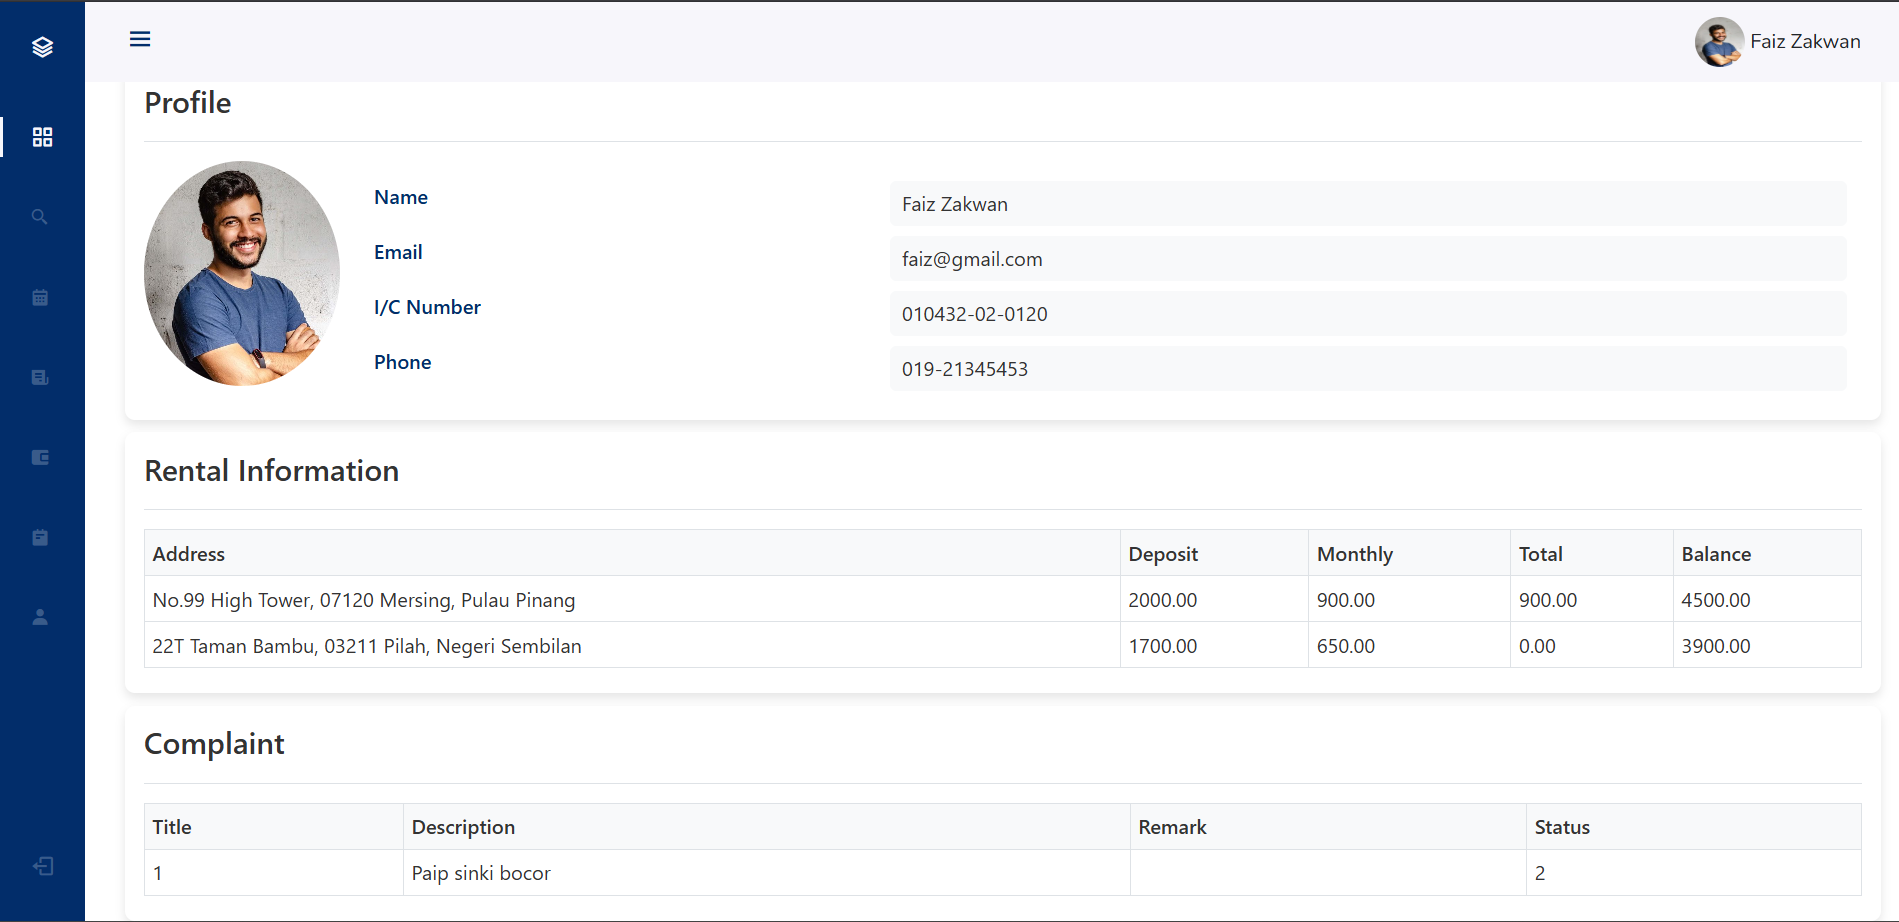 Faiz Zakwan
Profile
Name Faiz Zakwan
Email faiz@gmail.com
I/C Number 010432-02-0120
Phone 019-21345453
Rental Information
Address Deposit Monthly Total Balance
No.99 High Tower, 07120 Mersing, Pulau Pinang 2000.00 900.00 900.00 4500.00
22T Taman Bambu, 03211 Pilah, Negeri Sembilan 1700.00 650.00 0.00 3900.00
Complaint
Title Description Remark Status
1 Paip sinki bocor 2